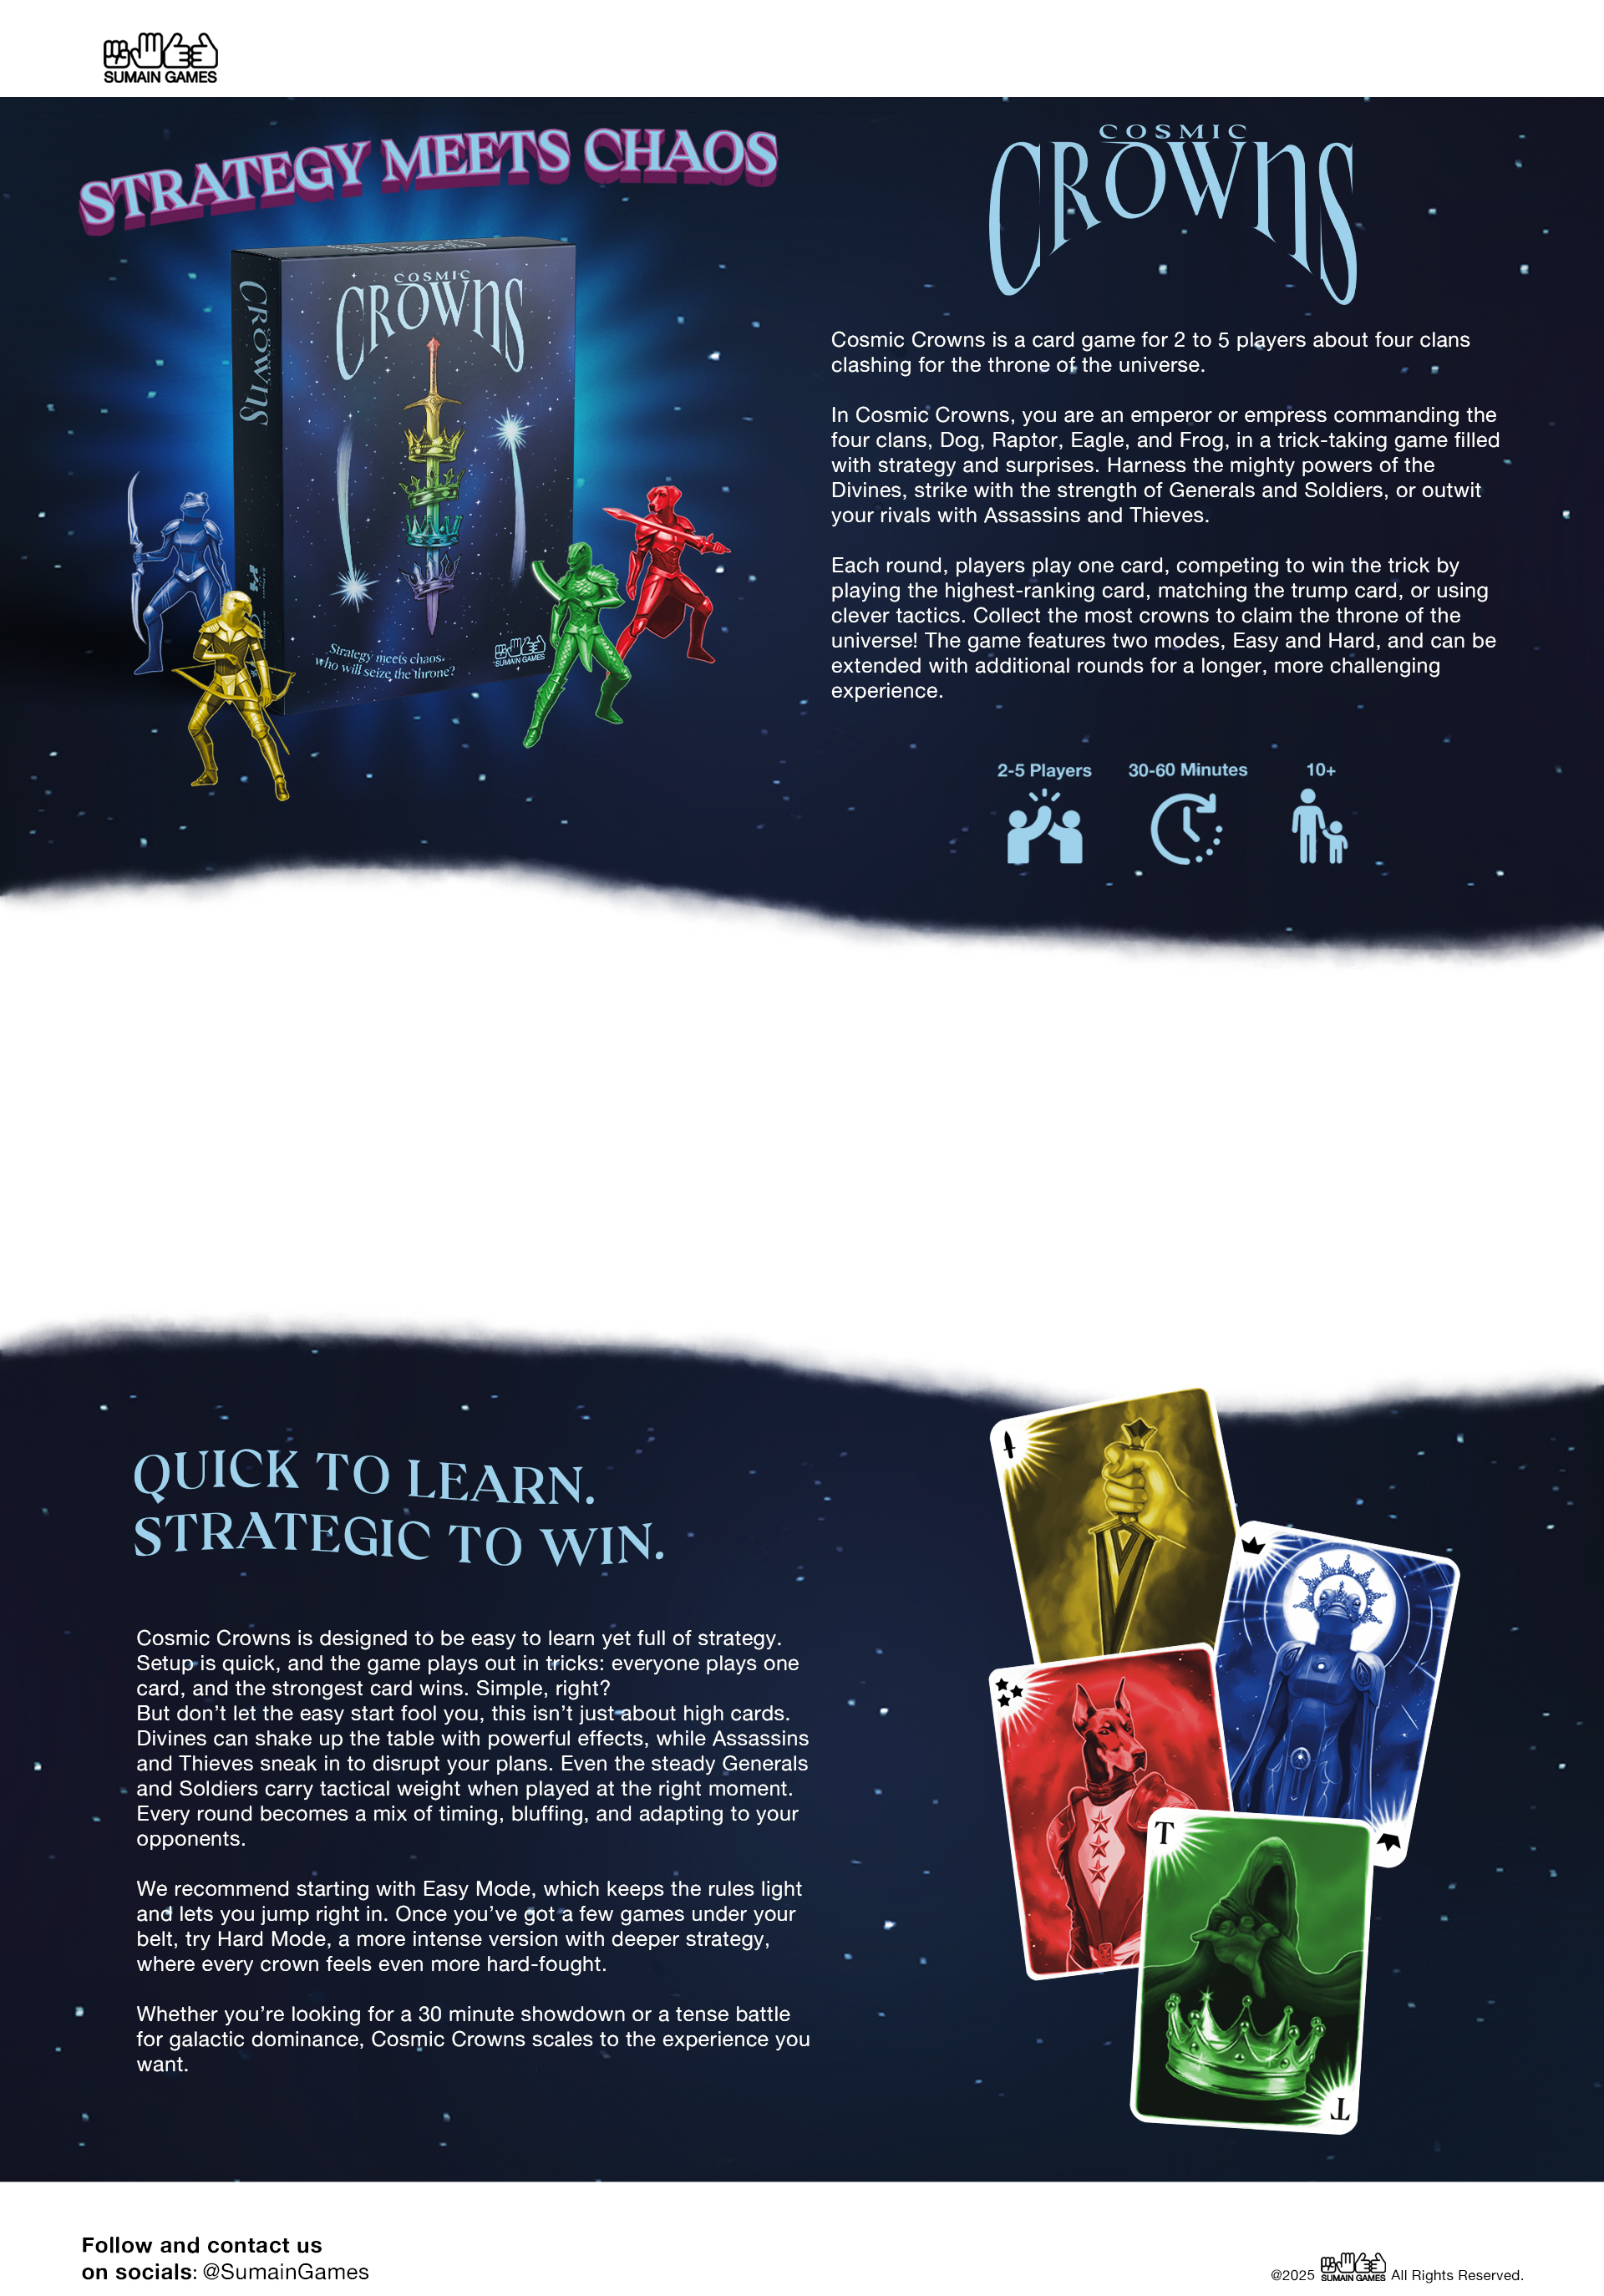 SUMAIN GAMES
STRATEGY MEETS CHAOS
COSMIC
CROWNS
CROWNS
COSMIC
CROWNS
Strategy meets chaos.
who will seize the throne?
SUMAIN GAMES
Cosmic Crowns is a card game for 2 to 5 players about four clans
clashing for the throne of the universe.
In Cosmic Crowns, you are an emperor or empress commanding the
four clans, Dog, Raptor, Eagle, and Frog, in a trick-taking game filled
with strategy and surprises. Harness the mighty powers of the
Divines, strike with the strength of Generals and Soldiers, or outwit
your rivals with Assassins and Thieves.
Each round, players play one card, competing to win the trick by
playing the highest-ranking card, matching the trump card, or using
clever tactics. Collect the most crowns to claim the throne of the
universe! The game features two modes, Easy and Hard, and can be
extended with additional rounds for a longer, more challenging
experience.
2-5 Players 30-60 Minutes 10+
QUICK TO LEARN.
STRATEGIC TO WIN.
Cosmic Crowns is designed to be easy to learn yet full of strategy.
Setup is quick, and the game plays out in tricks: everyone plays one
card, and the strongest card wins. Simple, right?
But don’t let the easy start fool you, this isn’t just about high cards.
Divines can shake up the table with powerful effects, while Assassins
and Thieves sneak in to disrupt your plans. Even the steady Generals
and Soldiers carry tactical weight when played at the right moment.
Every round becomes a mix of timing, bluffing, and adapting to your
opponents.
We recommend starting with Easy Mode, which keeps the rules light
and lets you jump right in. Once you’ve got a few games under your
belt, try Hard Mode, a more intense version with deeper strategy,
where every crown feels even more hard-fought.
Whether you’re looking for a 30 minute showdown or a tense battle
for galactic dominance, Cosmic Crowns scales to the experience you
want.
T
T
Follow and contact us
on socials: @SumainGames
@2025 SUMAIN GAMES All Rights Reserved.